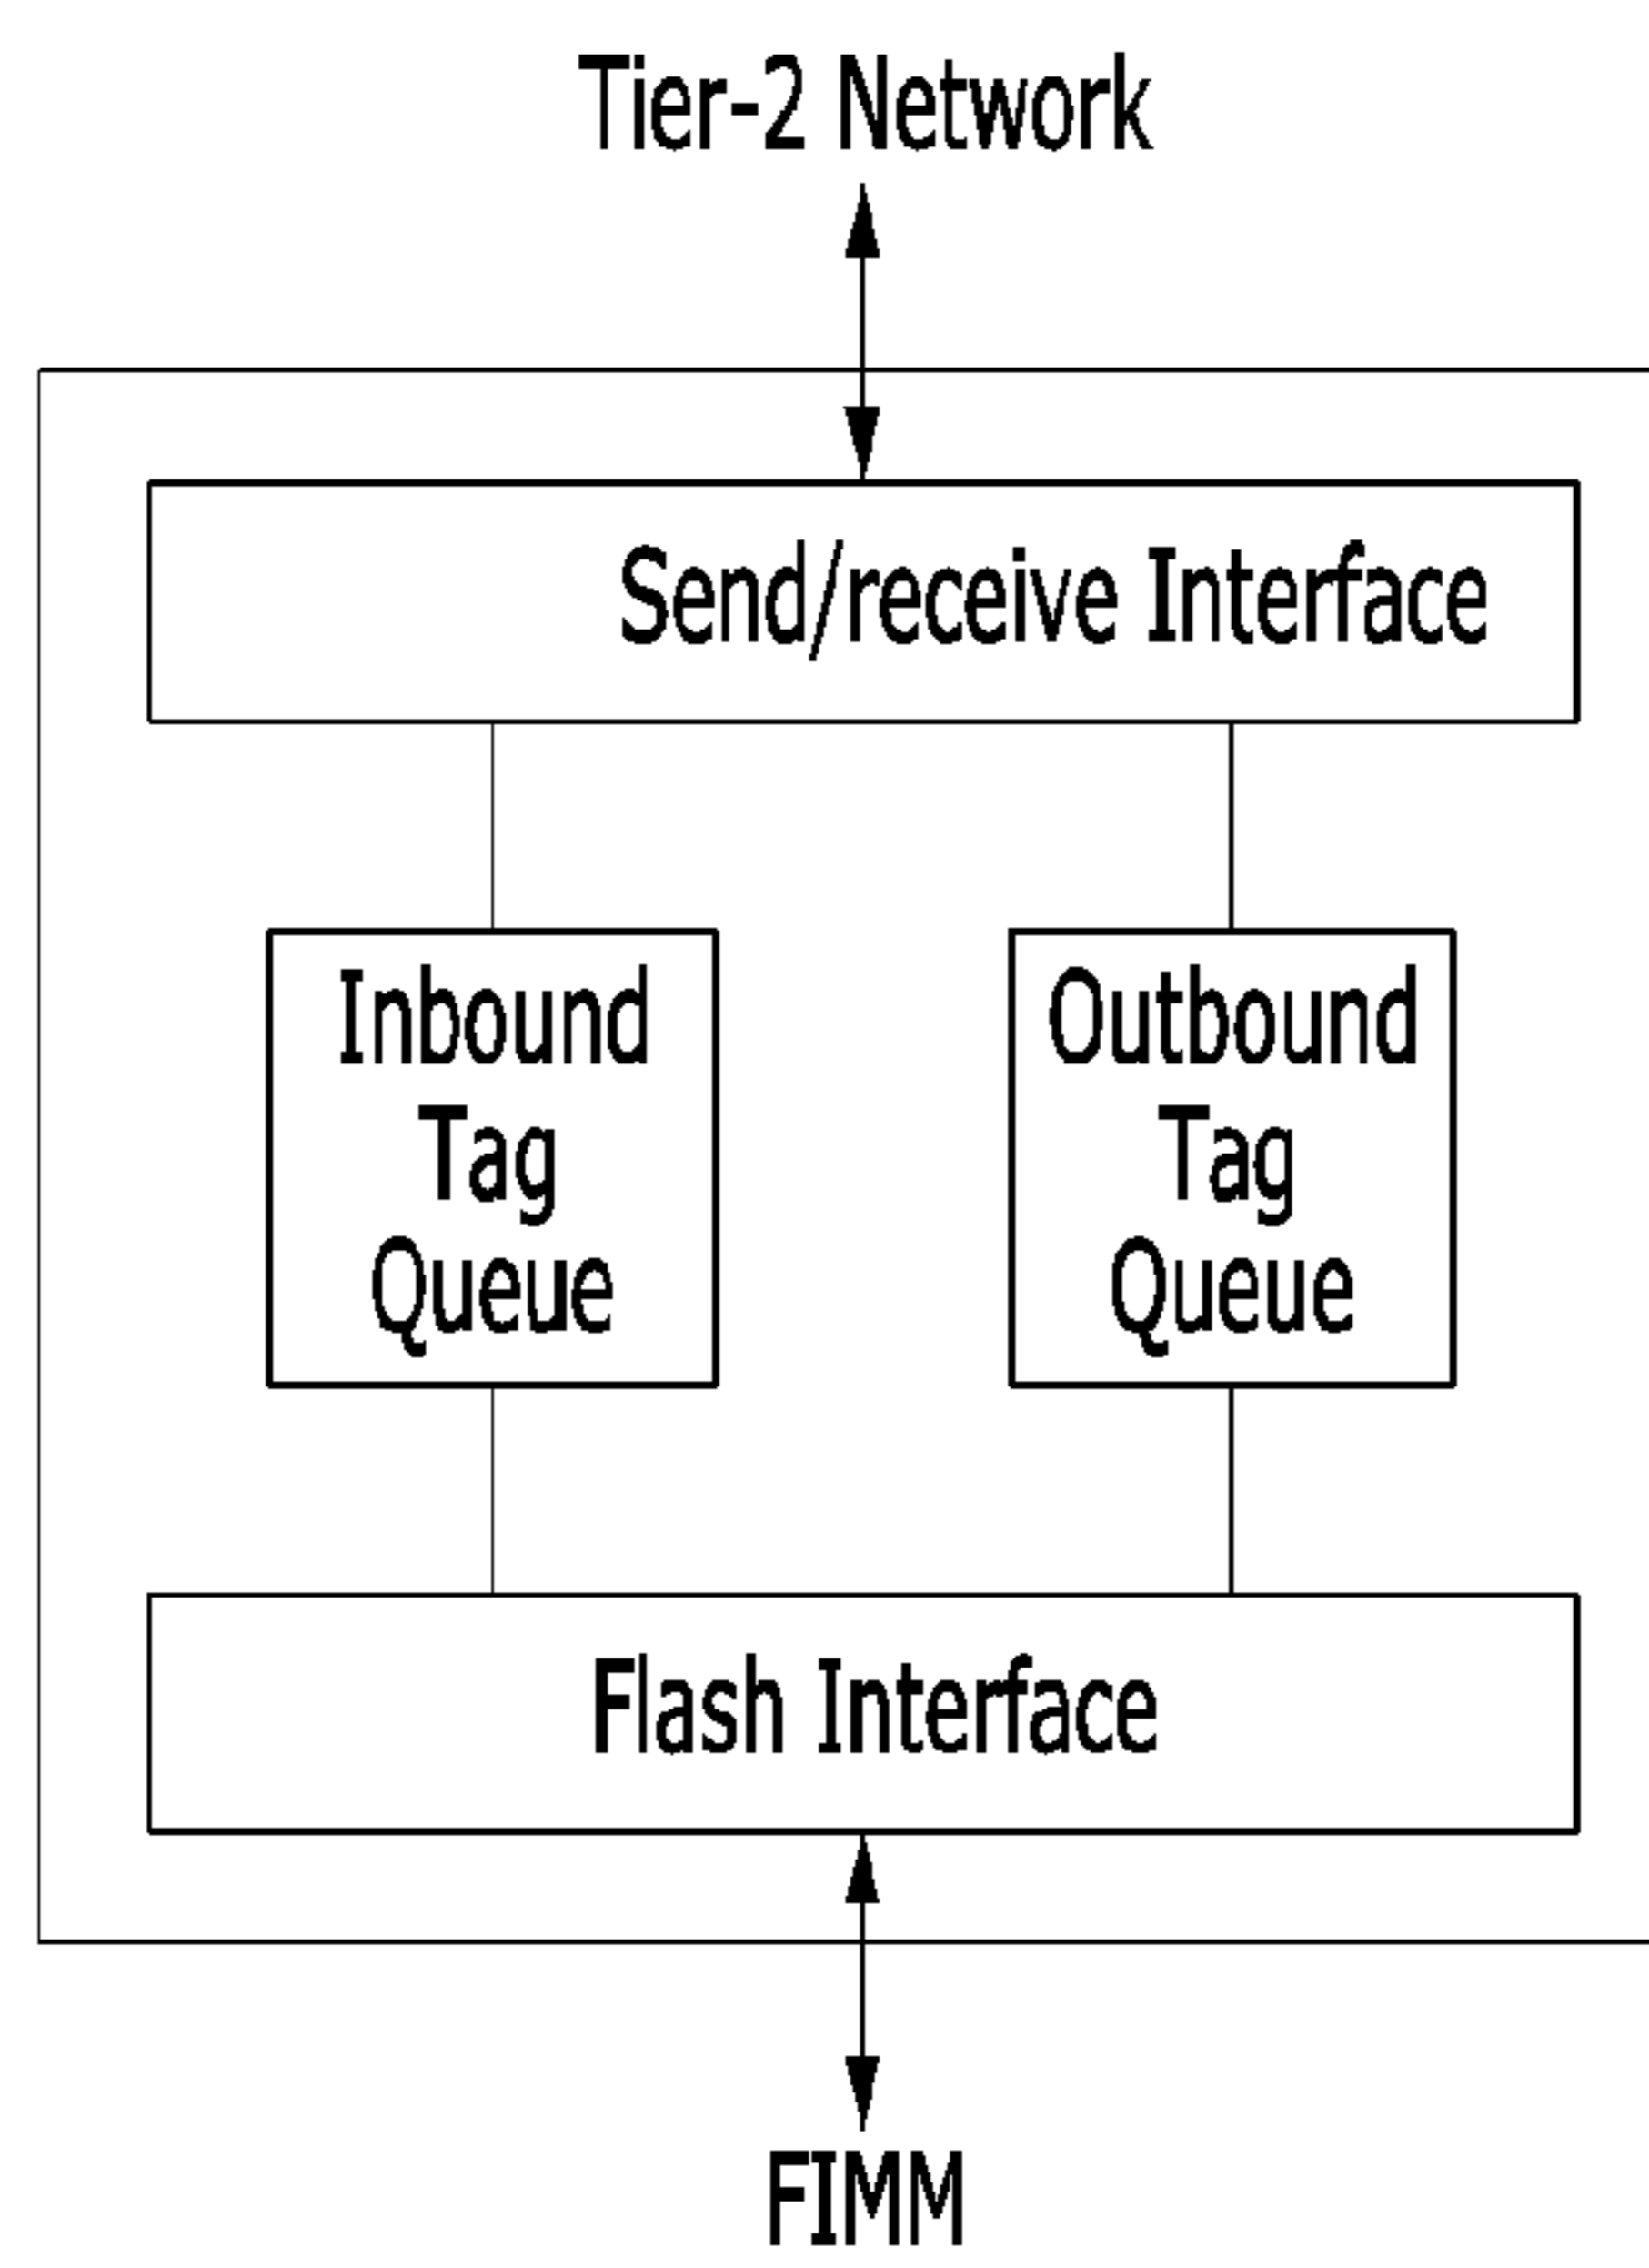 Tier-2 Network
Send/receive Interface
Inbound
Tag
Queue
Outbound
Tag
Queue
Flash Interface
FIMM